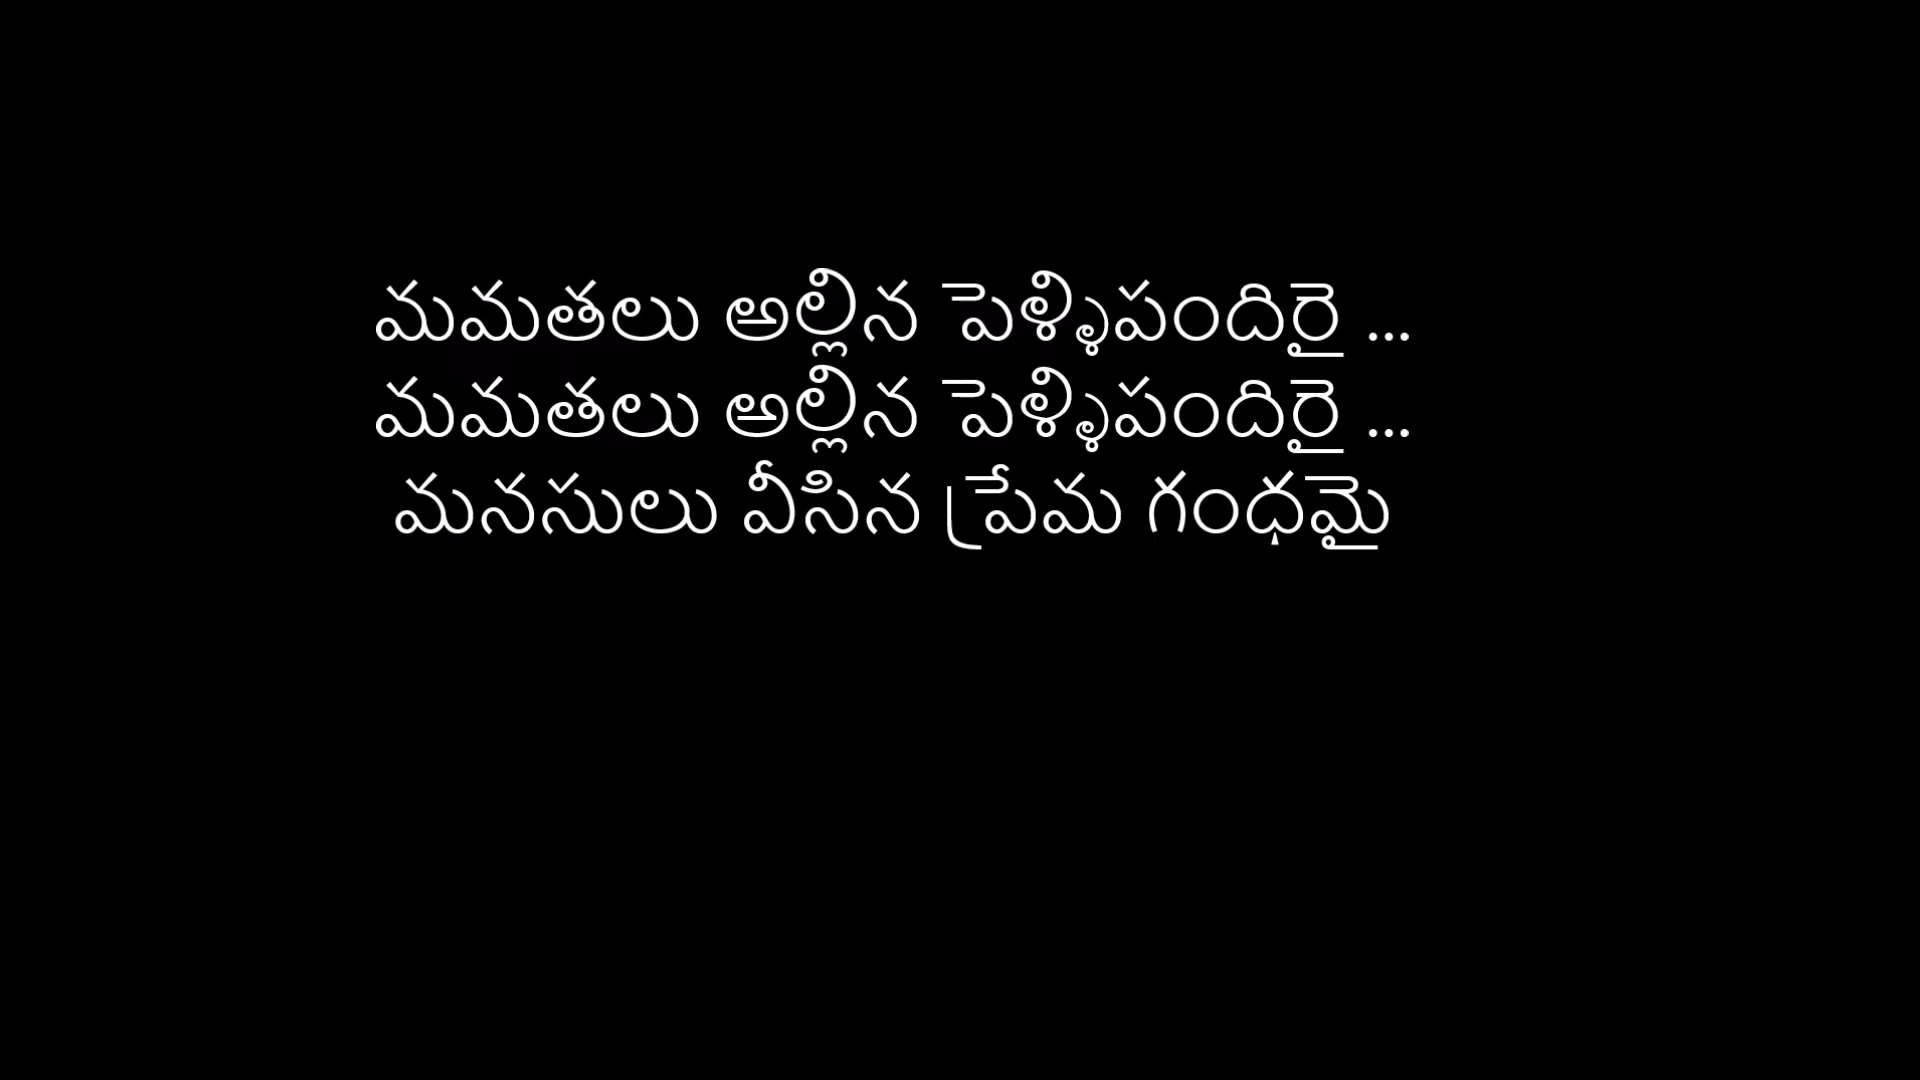 మమతలు అల్లిన పెళ్ళిపందిరై ...
మమతలు అల్లిన పెళ్ళిపందిరై ...
మనసులు వీసిన ప్రేమ గంధమై